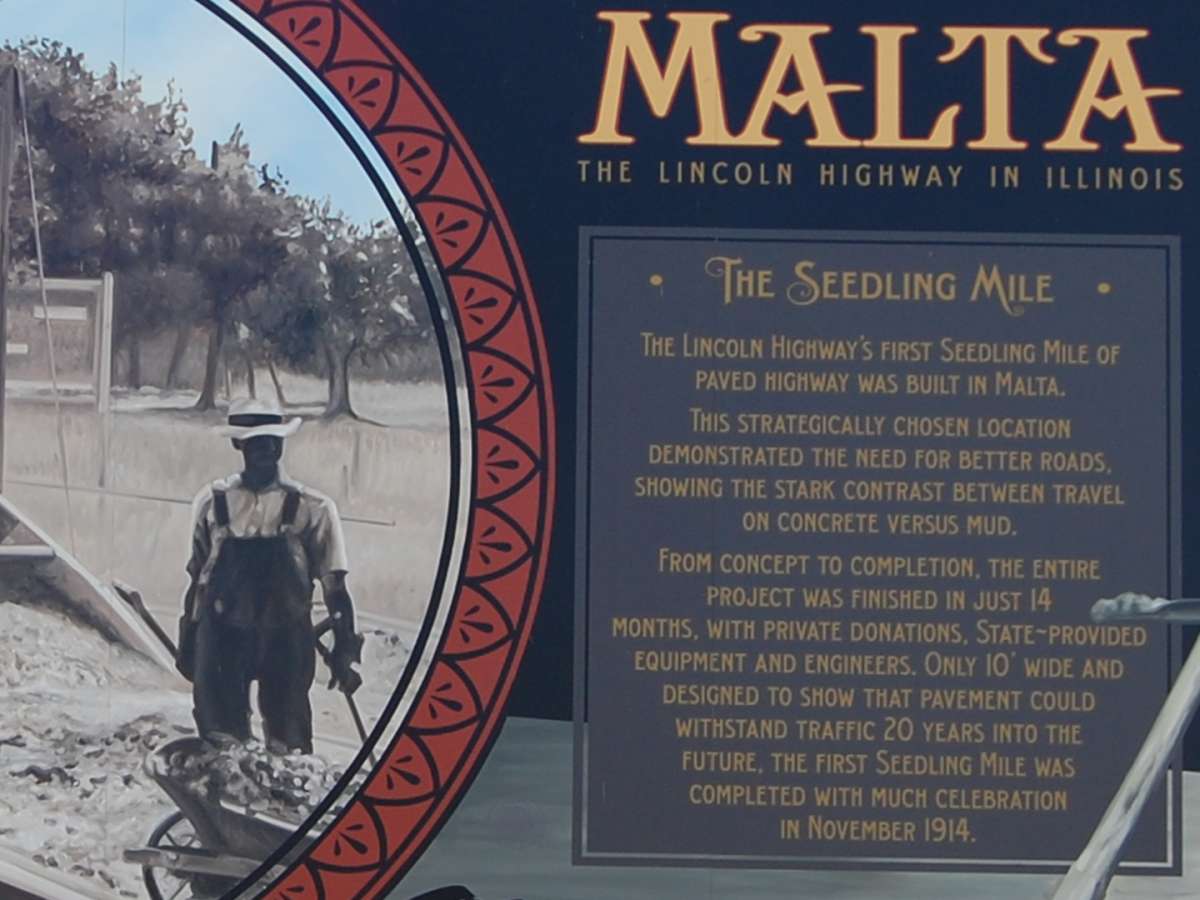 MALTA
THE LINCOLN HIGHWAY IN ILLINOIS
• THE SEEDLING MILE •
THE LINCOLN HIGHWAY'S FIRST SEEDLING MILE OF
PAVED HIGHWAY WAS BUILT IN MALTA.
THIS STRATEGICALLY CHOSEN LOCATION
DEMONSTRATED THE NEED FOR BETTER ROADS,
SHOWING THE STARK CONTRAST BETWEEN TRAVEL
ON CONCRETE VERSUS MUD.
FROM CONCEPT TO COMPLETION, THE ENTIRE
PROJECT WAS FINISHED IN JUST 14
MONTHS, WITH PRIVATE DONATIONS, STATE~PROVIDED
EQUIPMENT AND ENGINEERS. ONLY 10' WIDE AND
DESIGNED TO SHOW THAT PAVEMENT COULD
WITHSTAND TRAFFIC 20 YEARS INTO THE
FUTURE, THE FIRST SEEDLING MILE WAS
COMPLETED WITH MUCH CELEBRATION
IN NOVEMBER 1914.